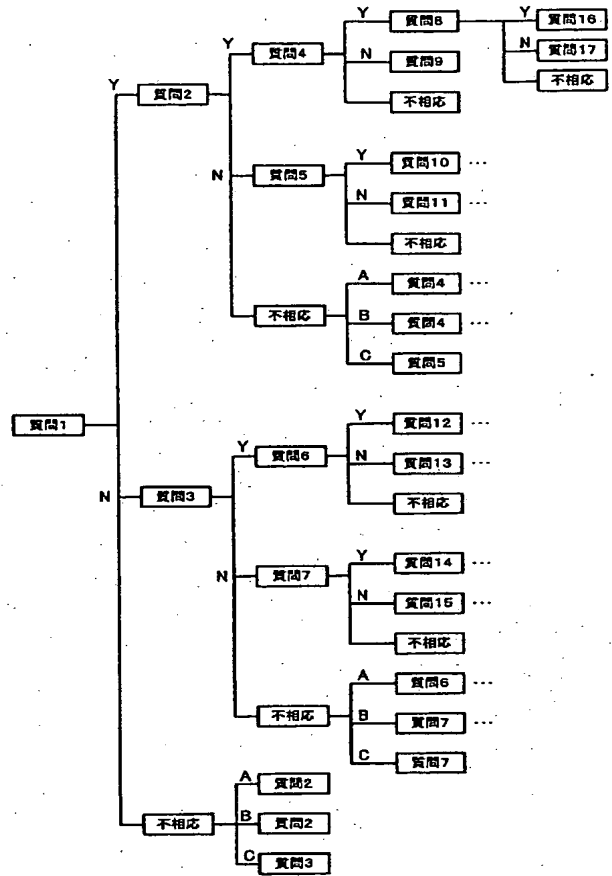 Y 質問8 Y 質問16
Y 質問4 N 質問9 N 質問17
不相応 不相応
Y 質問2
N 質問5 Y 質問10 …
N 質問11 …
不相応
不相応 A 質問4 …
B 質問4 …
C 質問5
質問1
Y 質問6 Y 質問12 …
N 質問13 …
不相応
N 質問3
N 質問7 Y 質問14 …
N 質問15 …
不相応
不相応 A 質問6 …
B 質問7 …
C 質問7
不相応 A 質問2
B 質問2
C 質問3